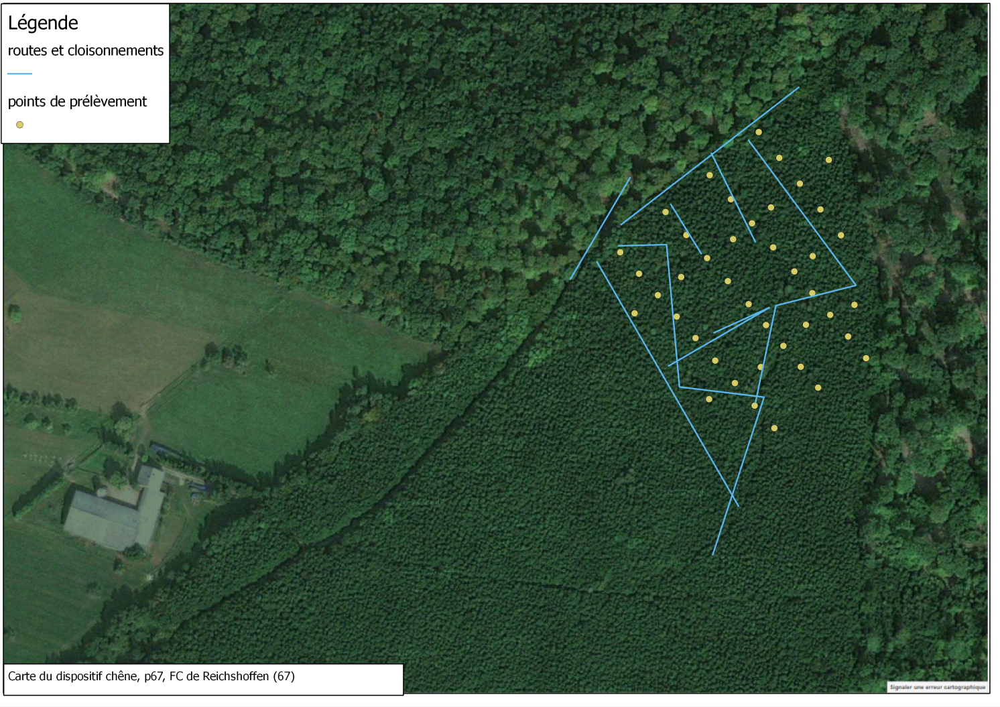 Légende
routes et cloisonnements
points de prélèvement
Carte du dispositif chêne, p67, FC de Reichshoffen (67)
Signaler une erreur cartographique